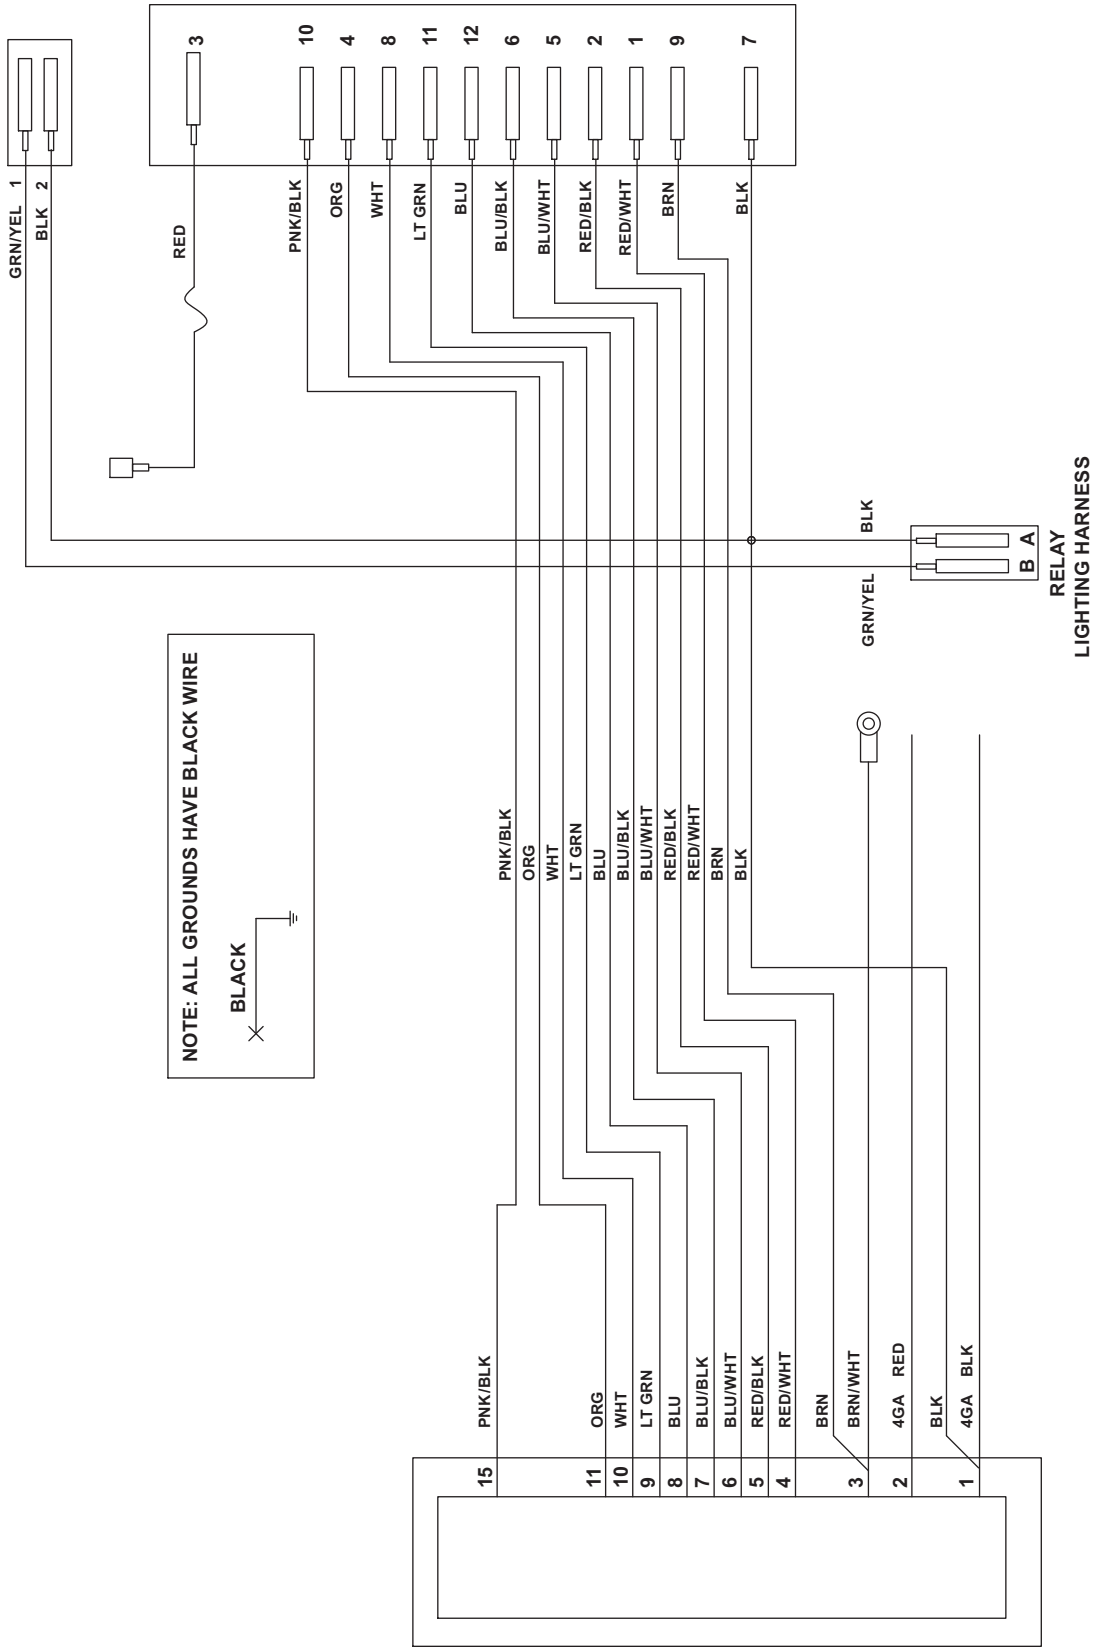 GRN/YEL 1
BLK 2
3
10
4
8
11
12
6
5
2
1
9
7
RED
PNK/BLK
ORG
WHT
LT GRN
BLU
BLU/BLK
BLU/WHT
RED/BLK
RED/WHT
BRN
BLK
NOTE: ALL GROUNDS HAVE BLACK WIRE
BLACK
BLK
GRN/YEL
A
B
RELAY
LIGHTING HARNESS
PNK/BLK
ORG
WHT
LT GRN
BLU
BLU/BLK
BLU/WHT
RED/BLK
RED/WHT
BRN
BLK
PNK/BLK
ORG
WHT
LT GRN
BLU
BLU/BLK
BLU/WHT
RED/BLK
RED/WHT
BRN
BRN/WHT
4GA RED
BLK
4GA BLK
15
11
10
9
8
7
6
5
4
3
2
1